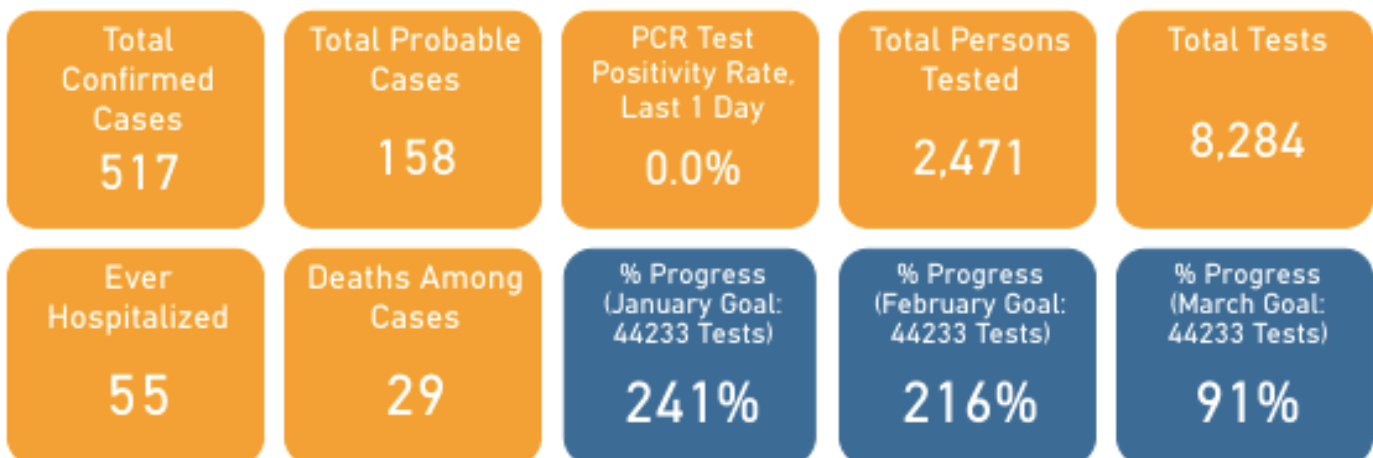 Total
Confirmed
Cases
517
Total Probable
Cases
158
PCR Test
Positivity Rate,
Last 1 Day
0.0%
Total Persons
Tested
2,471
Total Tests
8,284
Ever
Hospitalized
55
Deaths Among
Cases
29
% Progress
(January Goal:
44233 Tests)
241%
% Progress
(February Goal:
44233 Tests)
216%
% Progress
(March Goal:
44233 Tests)
91%